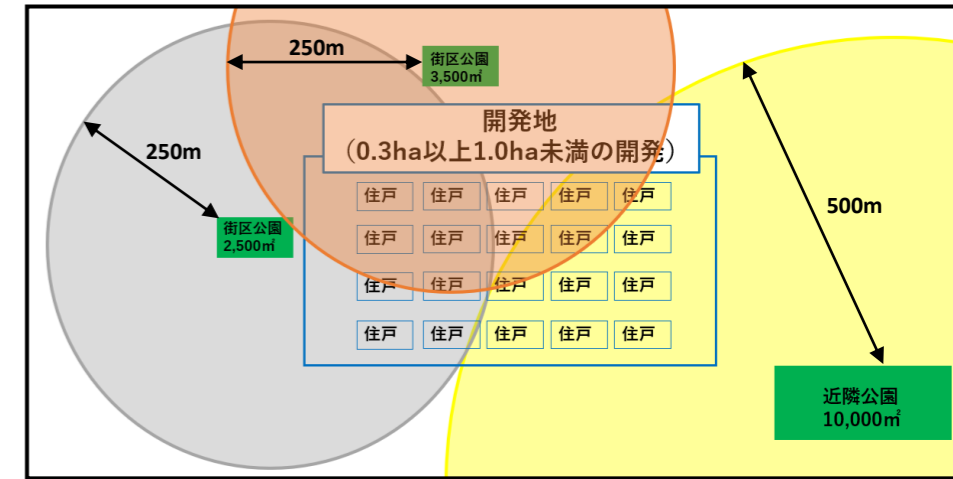 250m
街区公園
3,500㎡
開発地
（0.3ha以上1.0ha未満の開発）
250m
街区公園
2,500㎡
住戸 住戸 住戸 住戸 住戸
住戸 住戸 住戸 住戸 住戸
住戸 住戸 住戸 住戸 住戸
住戸 住戸 住戸 住戸 住戸
500m
近隣公園
10,000㎡